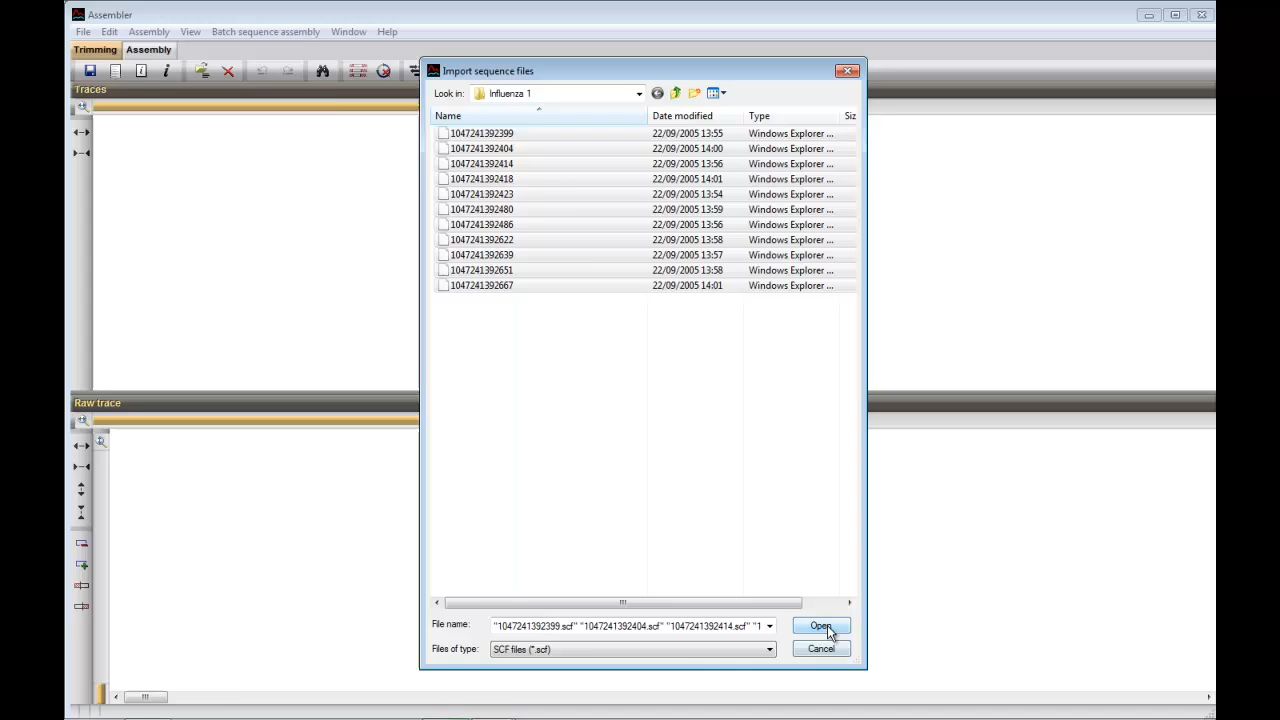 Assembler
File Edit Assembly View Batch sequence assembly Window Help
Trimming Assembly
Traces
Raw trace
Import sequence files
Look in: Influenza 1
Name Date modified Type Siz
1047241392399 22/09/2005 13:55 Windows Explorer ...
1047241392404 22/09/2005 14:00 Windows Explorer ...
1047241392414 22/09/2005 13:56 Windows Explorer ...
1047241392418 22/09/2005 14:01 Windows Explorer ...
1047241392423 22/09/2005 13:54 Windows Explorer ...
1047241392480 22/09/2005 13:59 Windows Explorer ...
1047241392486 22/09/2005 13:56 Windows Explorer ...
1047241392622 22/09/2005 13:58 Windows Explorer ...
1047241392639 22/09/2005 13:57 Windows Explorer ...
1047241392651 22/09/2005 13:58 Windows Explorer ...
1047241392667 22/09/2005 14:01 Windows Explorer ...
File name: "1047241392399.scf" "1047241392404.scf" "1047241392414.scf" "1 Open
Files of type: SCF files (*.scf) Cancel